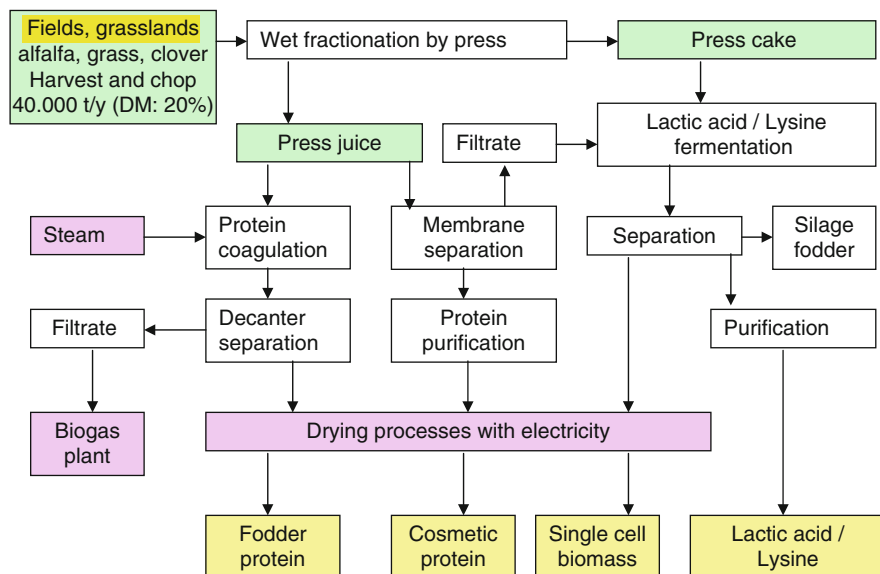 Fields, grasslands
alfalfa, grass, clover
Harvest and chop
40.000 t/y (DM: 20%)
Wet fractionation by press
Press cake
Press juice
Filtrate
Lactic acid / Lysine
fermentation
Steam
Protein
coagulation
Membrane
separation
Separation
Silage
fodder
Filtrate
Decanter
separation
Protein
purification
Purification
Biogas
plant
Drying processes with electricity
Fodder
protein
Cosmetic
protein
Single cell
biomass
Lactic acid /
Lysine